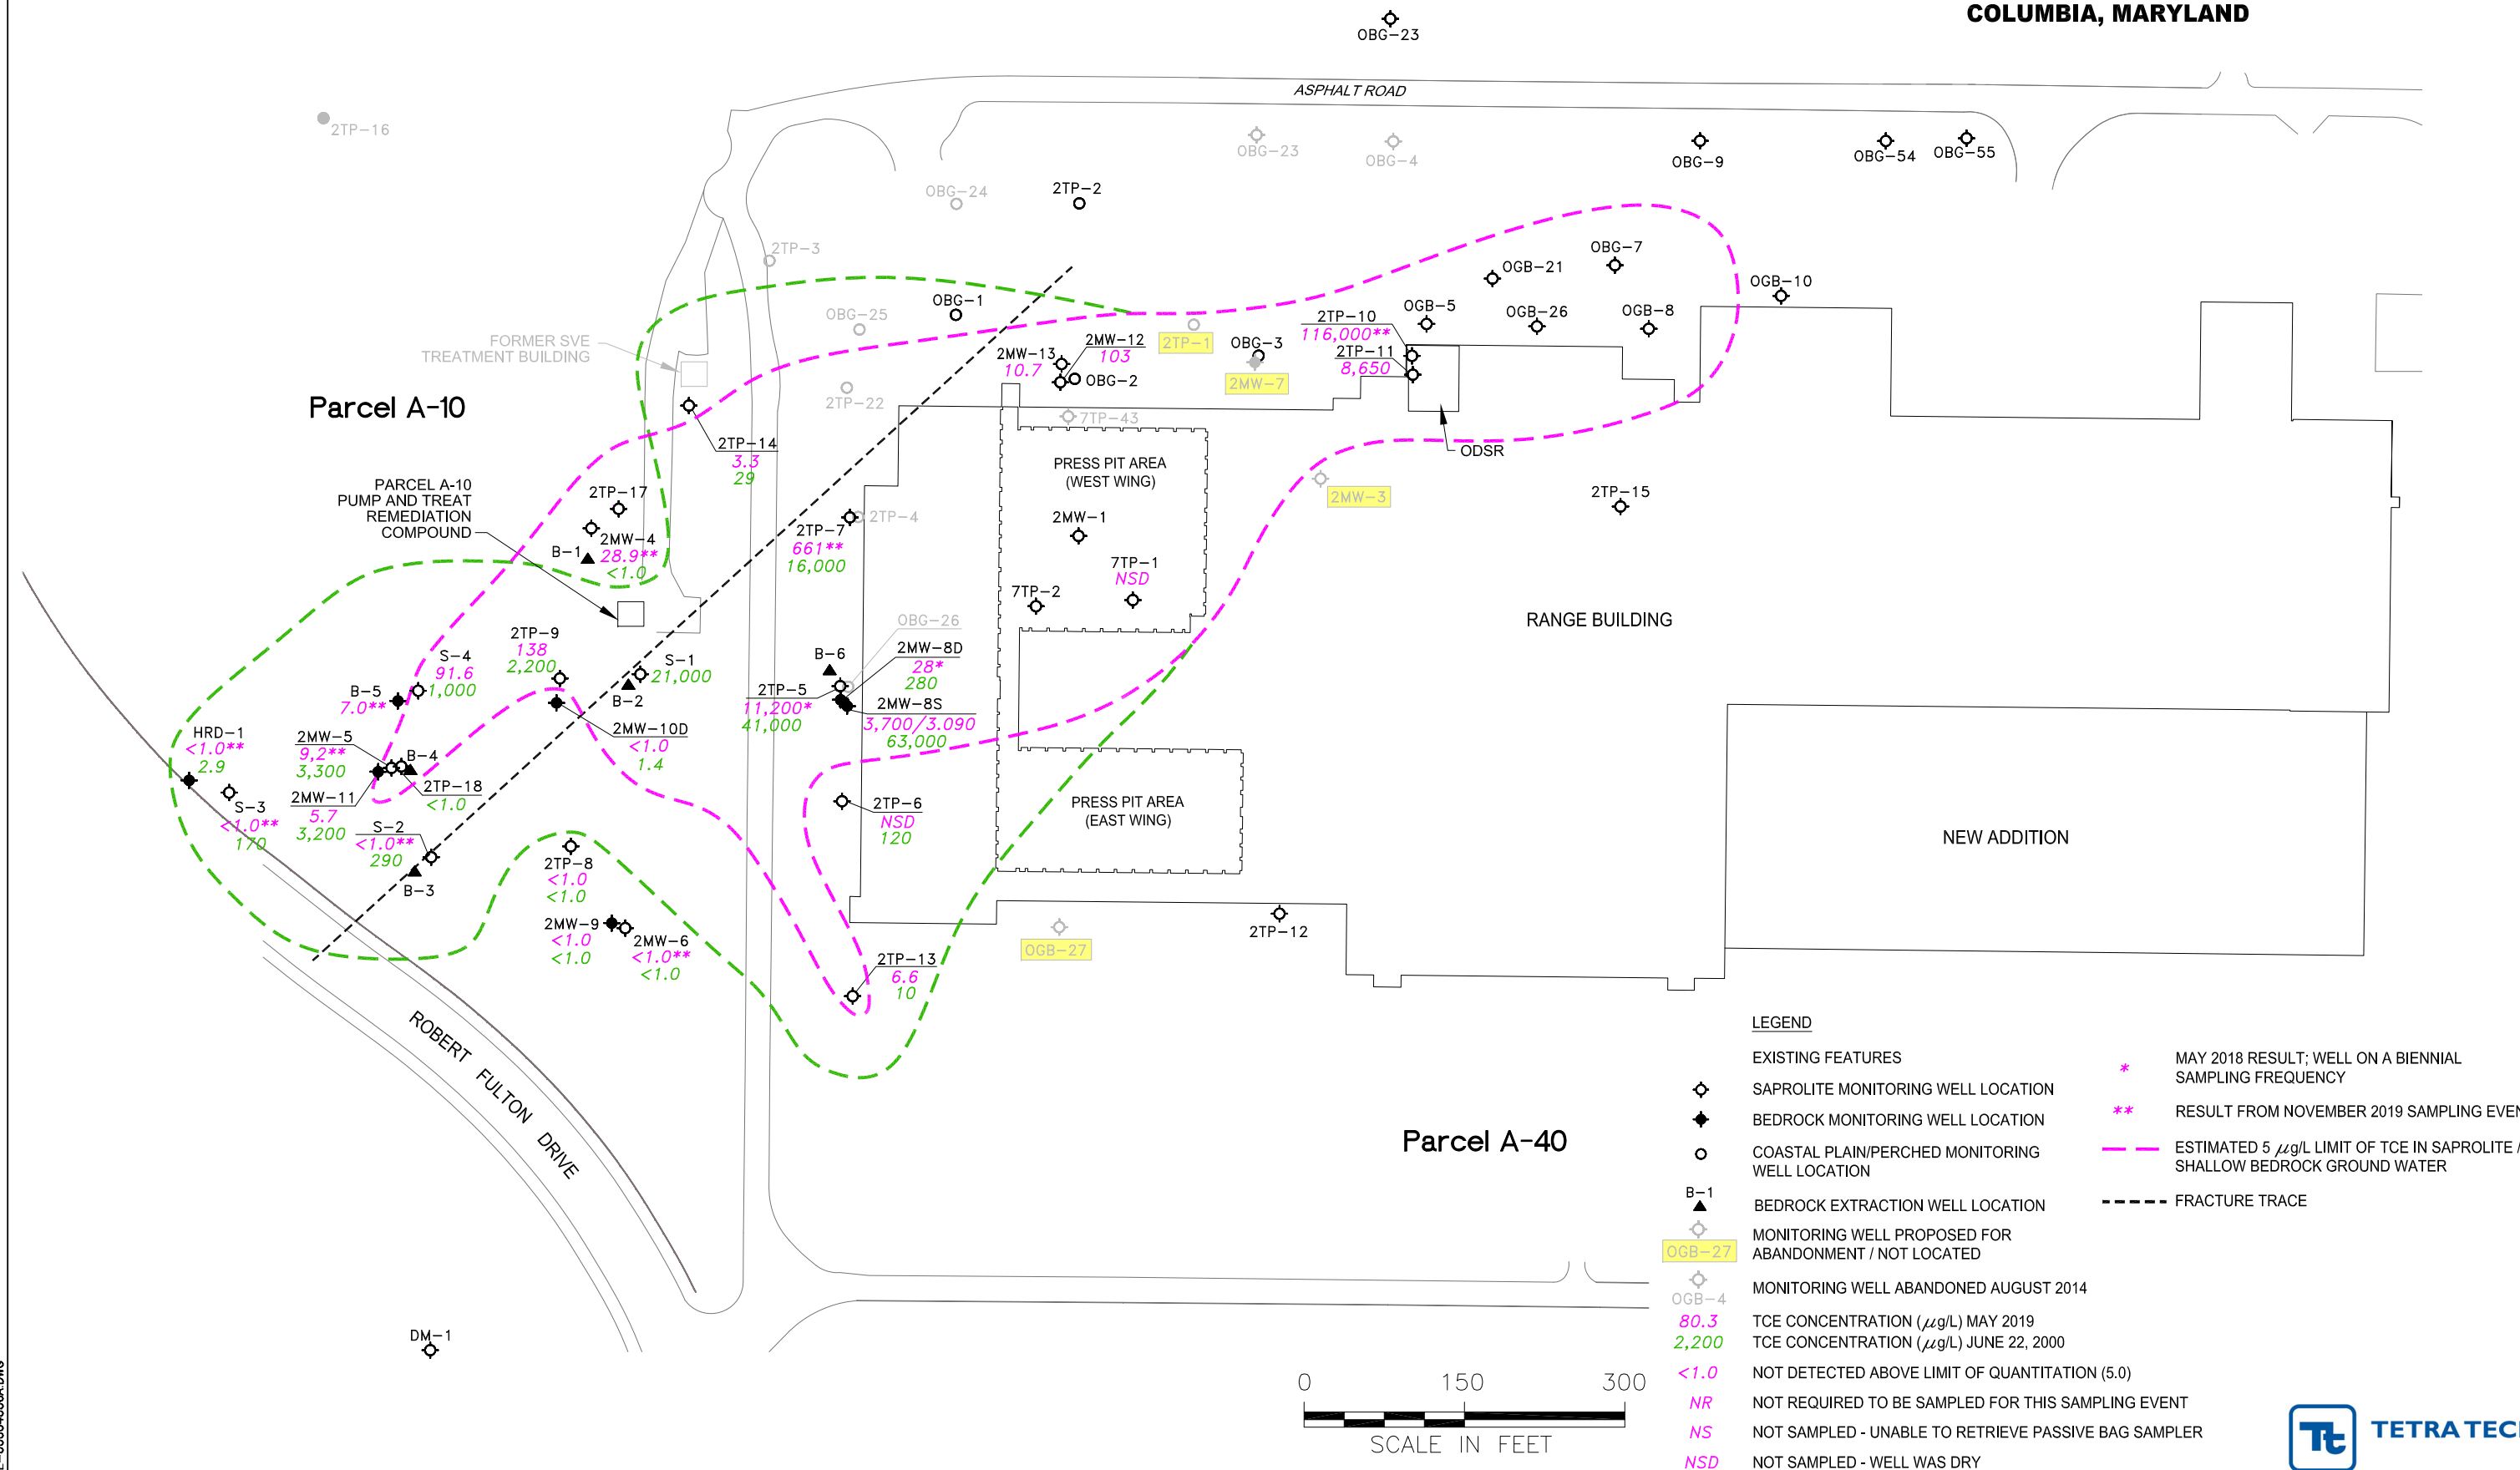 COLUMBIA, MARYLAND
OBG-23
ASPHALT ROAD
2TP-16
OBG-23
OBG-4
OBG-9
OBG-54
OBG-55
OBG-24
2TP-2
2TP-3
OBG-7
OGB-21
OGB-10
OBG-1
OBG-25
OGB-5
OGB-26
OGB-8
FORMER SVE
TREATMENT BUILDING
2TP-10
116,000**
2TP-11
8,650
2TP-1
OBG-3
2MW-7
2MW-12
103
2MW-13
10.7
OBG-2
2TP-22
7TP-43
Parcel A-10
2TP-14
3.3
29
ODSR
PRESS PIT AREA
(WEST WING)
2MW-3
2TP-15
PARCEL A-10
PUMP AND TREAT
REMEDIATION
COMPOUND
2TP-17
2MW-4
28.9**
<1.0
B-1
2TP-7
661**
16,000
2TP-4
2MW-1
7TP-1
NSD
7TP-2
RANGE BUILDING
OBG-26
2TP-9
138
2,200
S-4
91.6
1,000
S-1
21,000
B-2
B-5
7.0**
B-6
2MW-8D
28*
280
2TP-5
11,200*
41,000
2MW-8S
3,700/3.090
63,000
2MW-10D
<1.0
1.4
HRD-1
<1.0**
2.9
2MW-5
9,2**
3,300
B-4
2TP-18
<1.0
2MW-11
5.7
3,200
S-3
<1.0**
170
S-2
<1.0**
290
B-3
2TP-6
NSD
120
PRESS PIT AREA
(EAST WING)
NEW ADDITION
2TP-8
<1.0
<1.0
2MW-9
<1.0
<1.0
2MW-6
<1.0**
<1.0
2TP-13
6.6
10
OGB-27
2TP-12
ROBERT FULTON DRIVE
DM-1
Parcel A-40
LEGEND
EXISTING FEATURES
SAPROLITE MONITORING WELL LOCATION
BEDROCK MONITORING WELL LOCATION
COASTAL PLAIN/PERCHED MONITORING
WELL LOCATION
B-1
BEDROCK EXTRACTION WELL LOCATION
OGB-27
MONITORING WELL PROPOSED FOR
ABANDONMENT / NOT LOCATED
OGB-4
MONITORING WELL ABANDONED AUGUST 2014
80.3 TCE CONCENTRATION (μg/L) MAY 2019
2,200 TCE CONCENTRATION (μg/L) JUNE 22, 2000
<1.0 NOT DETECTED ABOVE LIMIT OF QUANTITATION (5.0)
NR NOT REQUIRED TO BE SAMPLED FOR THIS SAMPLING EVENT
NS NOT SAMPLED - UNABLE TO RETRIEVE PASSIVE BAG SAMPLER
NSD NOT SAMPLED - WELL WAS DRY
* MAY 2018 RESULT; WELL ON A BIENNIAL
SAMPLING FREQUENCY
** RESULT FROM NOVEMBER 2019 SAMPLING EVEN
ESTIMATED 5 μg/L LIMIT OF TCE IN SAPROLITE /
SHALLOW BEDROCK GROUND WATER
FRACTURE TRACE
0 150 300
SCALE IN FEET
Tt TETRA TECH